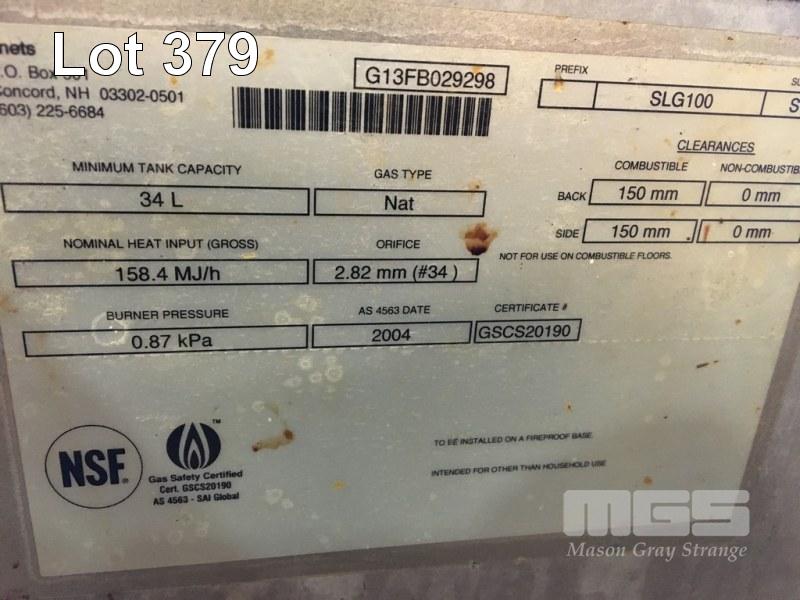 Lot 379
nets
P.O. Box
Concord, NH 03302-0501
(603) 225-6684
G13FB029298
PREFIX
SLG100
MINIMUM TANK CAPACITY
34 L
GAS TYPE
Nat
CLEARANCES
COMBUSTIBLE
NON-COMBUSTIB
BACK 150 mm 0 mm
SIDE 150 mm 0 mm
NOT FOR USE ON COMBUSTIBLE FLOORS.
NOMINAL HEAT INPUT (GROSS)
158.4 MJ/h
ORIFICE
2.82 mm (#34 )
BURNER PRESSURE
0.87 kPa
AS 4563 DATE
2004
CERTIFICATE #
GSCS20190
NSF®
TM
Gas Safety Certified
Cert. GSCS20190
AS 4563 - SAI Global
TO BE INSTALLED ON A FIREPROOF BASE.
INTENDED FOR OTHER THAN HOUSEHOLD USE
MGS
Mason Gray Strange